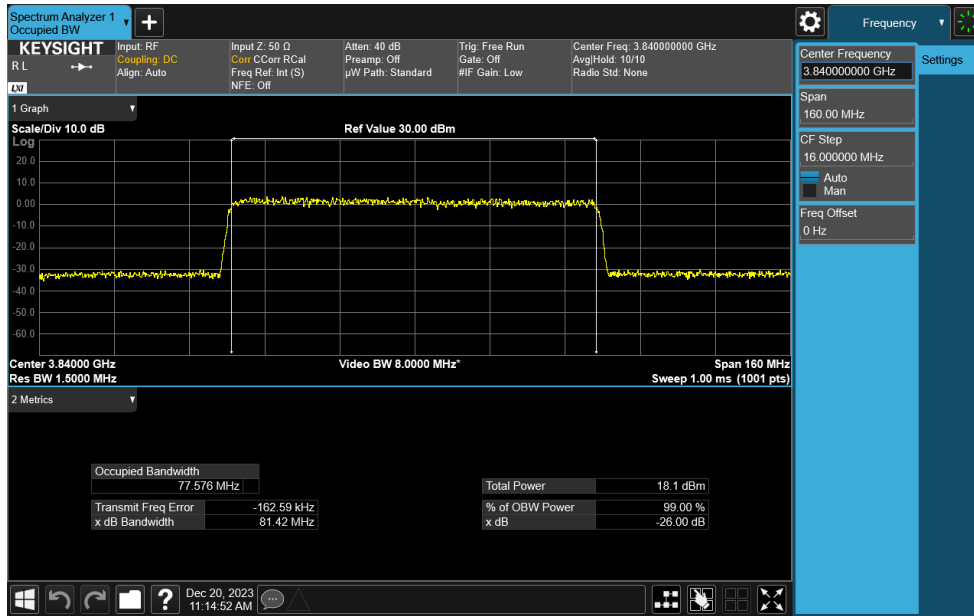 Spectrum Analyzer 1
Occupied BW
+
Frequency
KEYSIGHT
R L
LXI
Input: RF
Coupling: DC
Align: Auto
Input Z: 50 Ω
Corr CCorr RCal
Freq Ref: Int (S)
NFE: Off
Atten: 40 dB
Preamp: Off
µW Path: Standard
Trig: Free Run
Gate: Off
#IF Gain: Low
Center Freq: 3.840000000 GHz
Avg|Hold: 10/10
Radio Std: None
Center Frequency
3.840000000 GHz
Settings
Span
160.00 MHz
CF Step
16.000000 MHz
Auto
Man
Freq Offset
0 Hz
1 Graph
Scale/Div 10.0 dB
Ref Value 30.00 dBm
Log
20.0
10.0
0.00
-10.0
-20.0
-30.0
-40.0
-50.0
-60.0
Center 3.84000 GHz
Video BW 8.0000 MHz*
Span 160 MHz
Res BW 1.5000 MHz
Sweep 1.00 ms (1001 pts)
2 Metrics
Occupied Bandwidth
77.576 MHz
Total Power 18.1 dBm
Transmit Freq Error -162.59 kHz
% of OBW Power 99.00 %
x dB Bandwidth 81.42 MHz
x dB -26.00 dB
?
Dec 20, 2023
11:14:52 AM